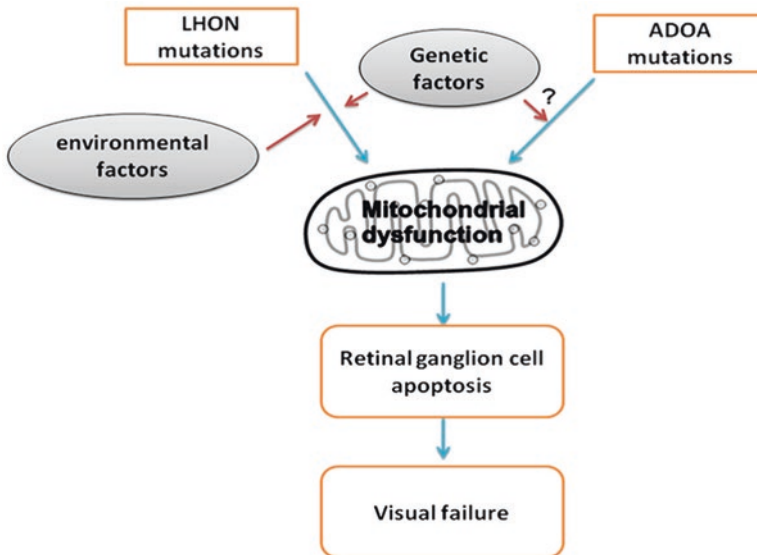 LHON
mutations
Genetic
factors
ADOA
mutations
?
environmental
factors
Mitochondrial
dysfunction
Retinal ganglion cell
apoptosis
Visual failure